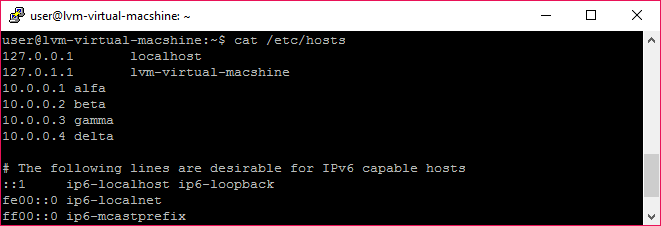 user@lvm-virtual-macshine: ~
user@lvm-virtual-macshine:~$ cat /etc/hosts
127.0.0.1       localhost
127.0.1.1       lvm-virtual-macshine
10.0.0.1 alfa
10.0.0.2 beta
10.0.0.3 gamma
10.0.0.4 delta
# The following lines are desirable for IPv6 capable hosts
::1     ip6-localhost ip6-loopback
fe00::0 ip6-localnet
ff00::0 ip6-mcastprefix